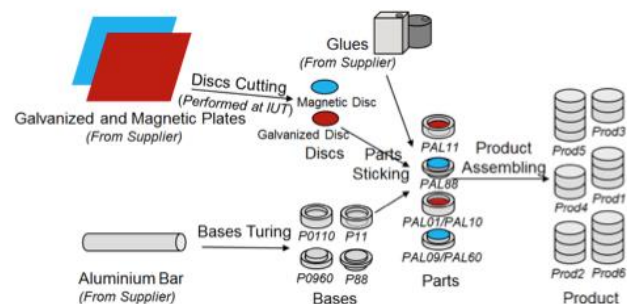 Glues
(From Supplier)
Discs Cutting
(Performed at IUT)
Magnetic Disc
Galvanized and Magnetic Plates
(From Supplier)
Galvanized Disc
Discs
Parts
Sticking
PAL11
PAL88
PAL01/PAL10
PAL09/PAL60
Parts
Product
Assembling
Prod5
Prod3
Prod4
Prod1
Prod2
Prod6
Product
Bases Turing
P0110
P11
P0960
P88
Bases
Aluminium Bar
(From Supplier)